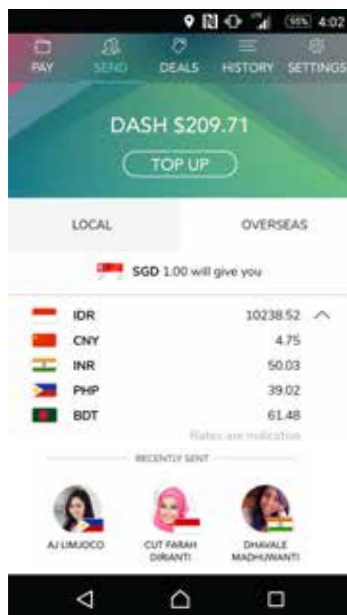 95% 4:02
PAY SEND DEALS HISTORY SETTINGS
DASH $209.71
TOP UP
LOCAL OVERSEAS
SGD 1.00 will give you
IDR 10238.52
CNY 4.75
INR 50.03
PHP 39.02
BDT 61.48
Rates are indicative
RECENTLY SENT
AJ LIMJOCO CUT FARAH DHAVALE
DIRIANTI MADHUWANTI